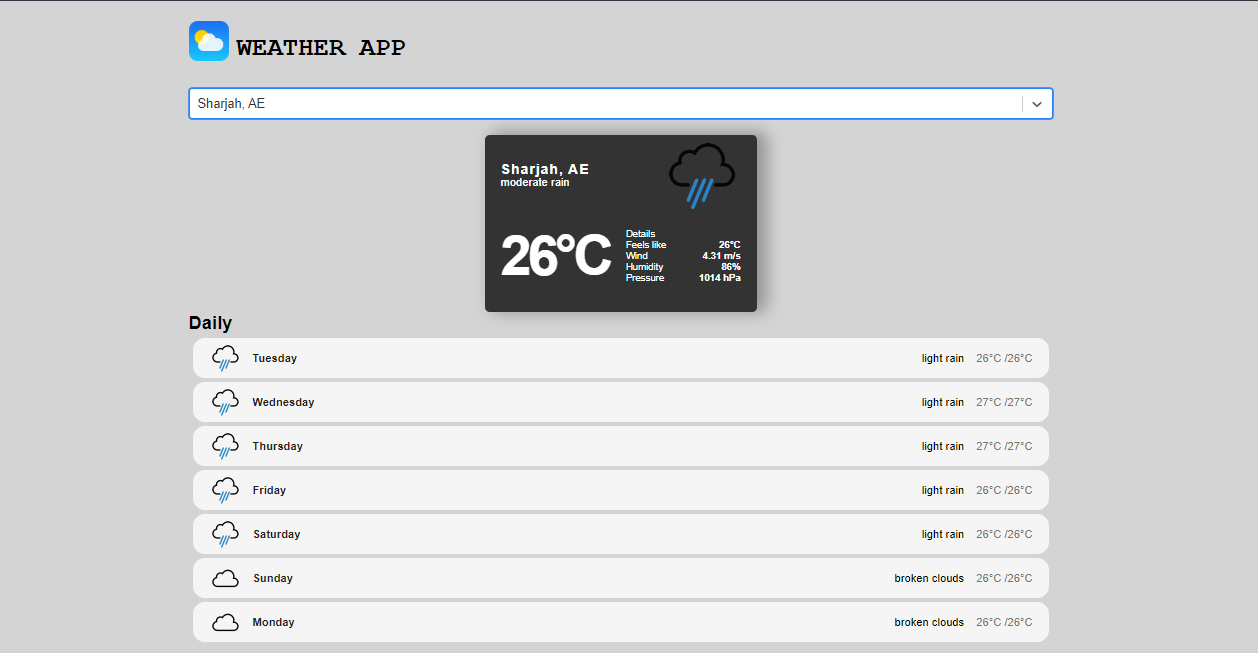 WEATHER APP
Sharjah, AE
Sharjah, AE
moderate rain
26°C
Details
Feels like 26°C
Wind 4.31 m/s
Humidity 86%
Pressure 1014 hPa
Daily
Tuesday light rain 26°C /26°C
Wednesday light rain 27°C /27°C
Thursday light rain 27°C /27°C
Friday light rain 26°C /26°C
Saturday light rain 26°C /26°C
Sunday broken clouds 26°C /26°C
Monday broken clouds 26°C /26°C